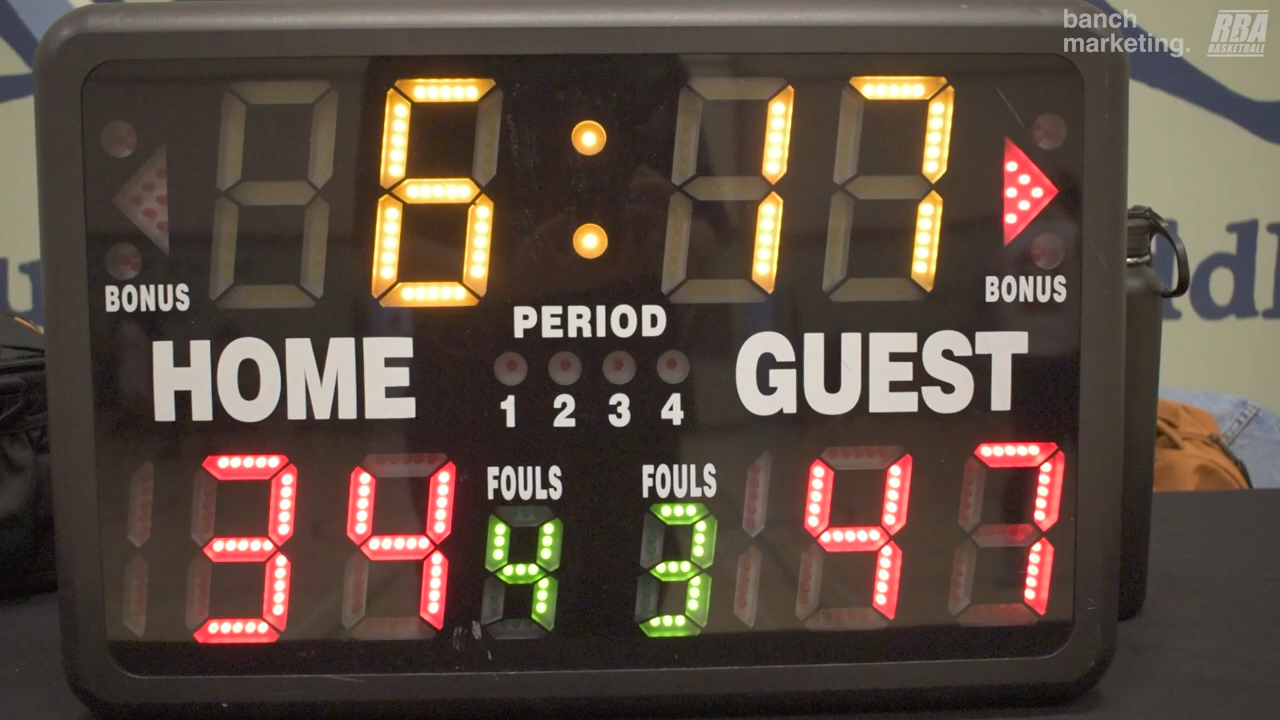 banch
marketing.
RBA
BASKETBALL
6:17
BONUS
BONUS
PERIOD
HOME
GUEST
1 2 3 4
FOULS
FOULS
34
4
3
47